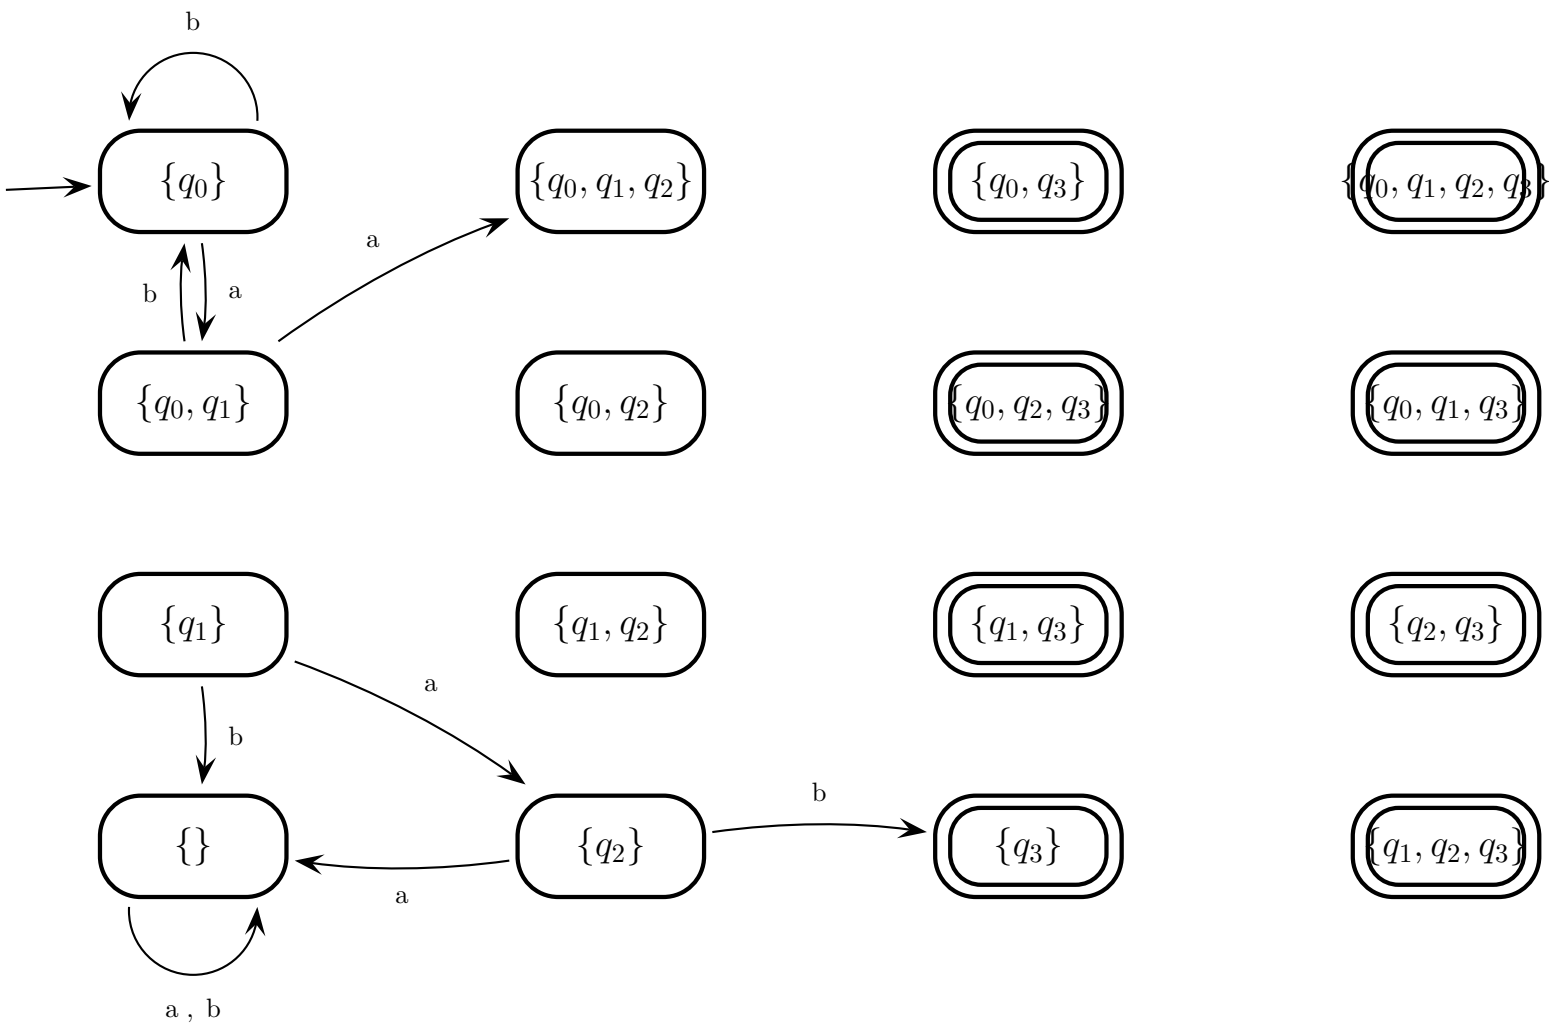 b
{q0} {q0, q1, q2} {q0, q3} {q0, q1, q2, q3}
a
b a
{q0, q1} {q0, q2} {q0, q2, q3} {q0, q1, q3}
{q1} {q1, q2} {q1, q3} {q2, q3}
a
b
b
{} {q2} {q3} {q1, q2, q3}
a
a , b